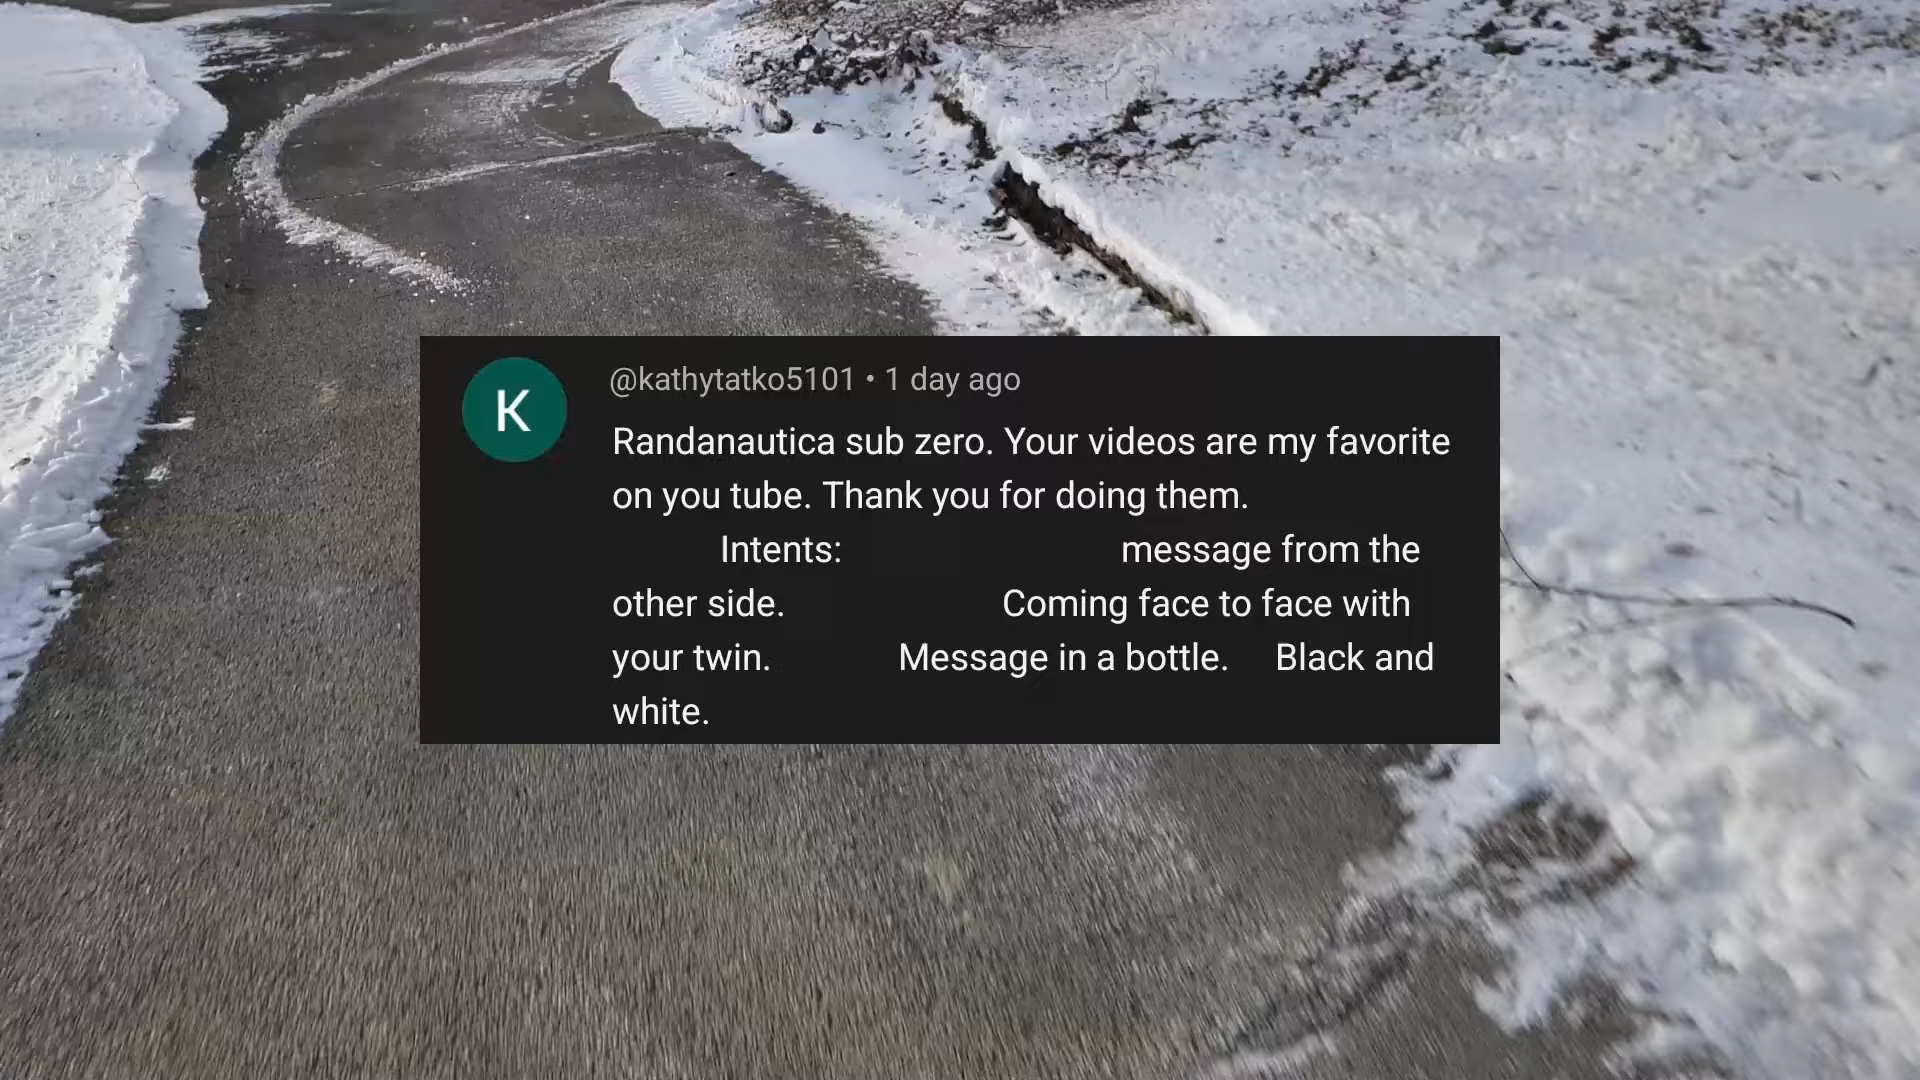 K
@kathytatko5101 • 1 day ago
Randanautica sub zero. Your videos are my favorite
on you tube. Thank you for doing them.
Intents: message from the
other side. Coming face to face with
your twin. Message in a bottle. Black and
white.